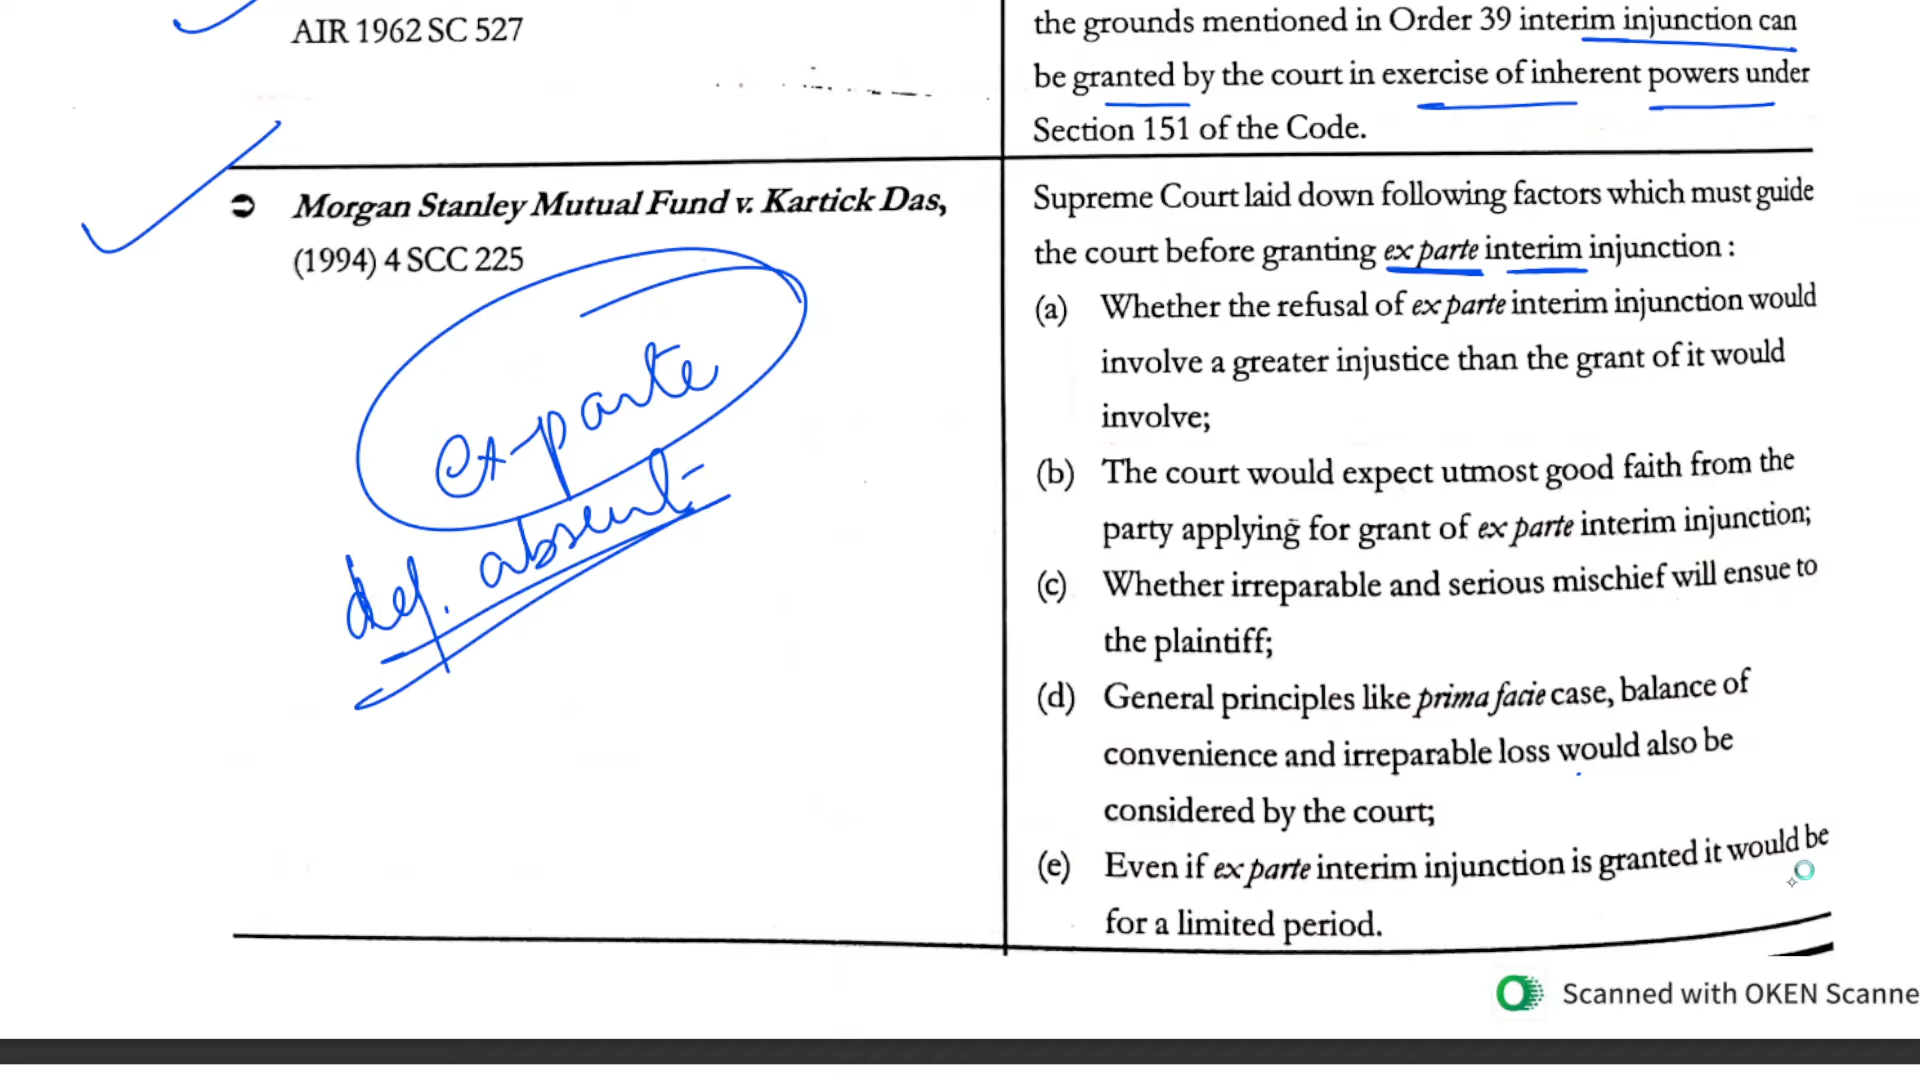 AIR 1962 SC 527
the grounds mentioned in Order 39 interim injunction can
be granted by the court in exercise of inherent powers under
Section 151 of the Code.
➲ Morgan Stanley Mutual Fund v. Kartick Das,
(1994) 4 SCC 225
ex-parte
def. absent
Supreme Court laid down following factors which must guide
the court before granting ex parte interim injunction :
(a) Whether the refusal of ex parte interim injunction would
involve a greater injustice than the grant of it would
involve;
(b) The court would expect utmost good faith from the
party applying for grant of ex parte interim injunction;
(c) Whether irreparable and serious mischief will ensue to
the plaintiff;
(d) General principles like prima facie case, balance of
convenience and irreparable loss would also be
considered by the court;
(e) Even if ex parte interim injunction is granted it would be
for a limited period.
Scanned with OKEN Scanne